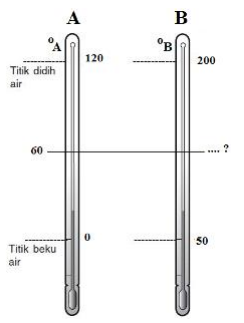 A B
°A °B
120 200
Titik didih
air
60 .... ?
0 50
Titik beku
air